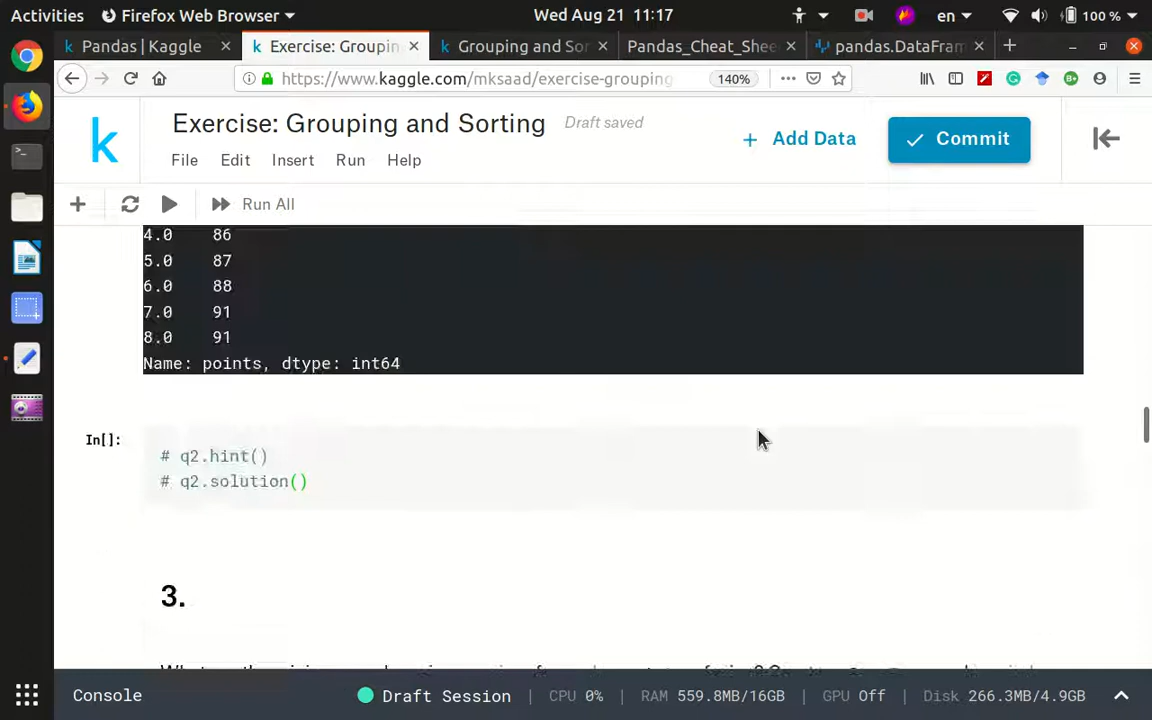 Activities
Firefox Web Browser
Wed Aug 21 11:17
en
100 %
Pandas | Kaggle
Exercise: Groupin
Grouping and Sor
Pandas_Cheat_Shee
pandas.DataFram
https://www.kaggle.com/mksaad/exercise-grouping
140%
k
Exercise: Grouping and Sorting
Draft saved
File
Edit
Insert
Run
Help
+ Add Data
Commit
Run All
4.0 86
5.0 87
6.0 88
7.0 91
8.0 91
Name: points, dtype: int64
In[]:
# q2.hint()
# q2.solution()
3.
Console
Draft Session
CPU 0%
RAM 559.8MB/16GB
GPU Off
Disk 266.3MB/4.9GB